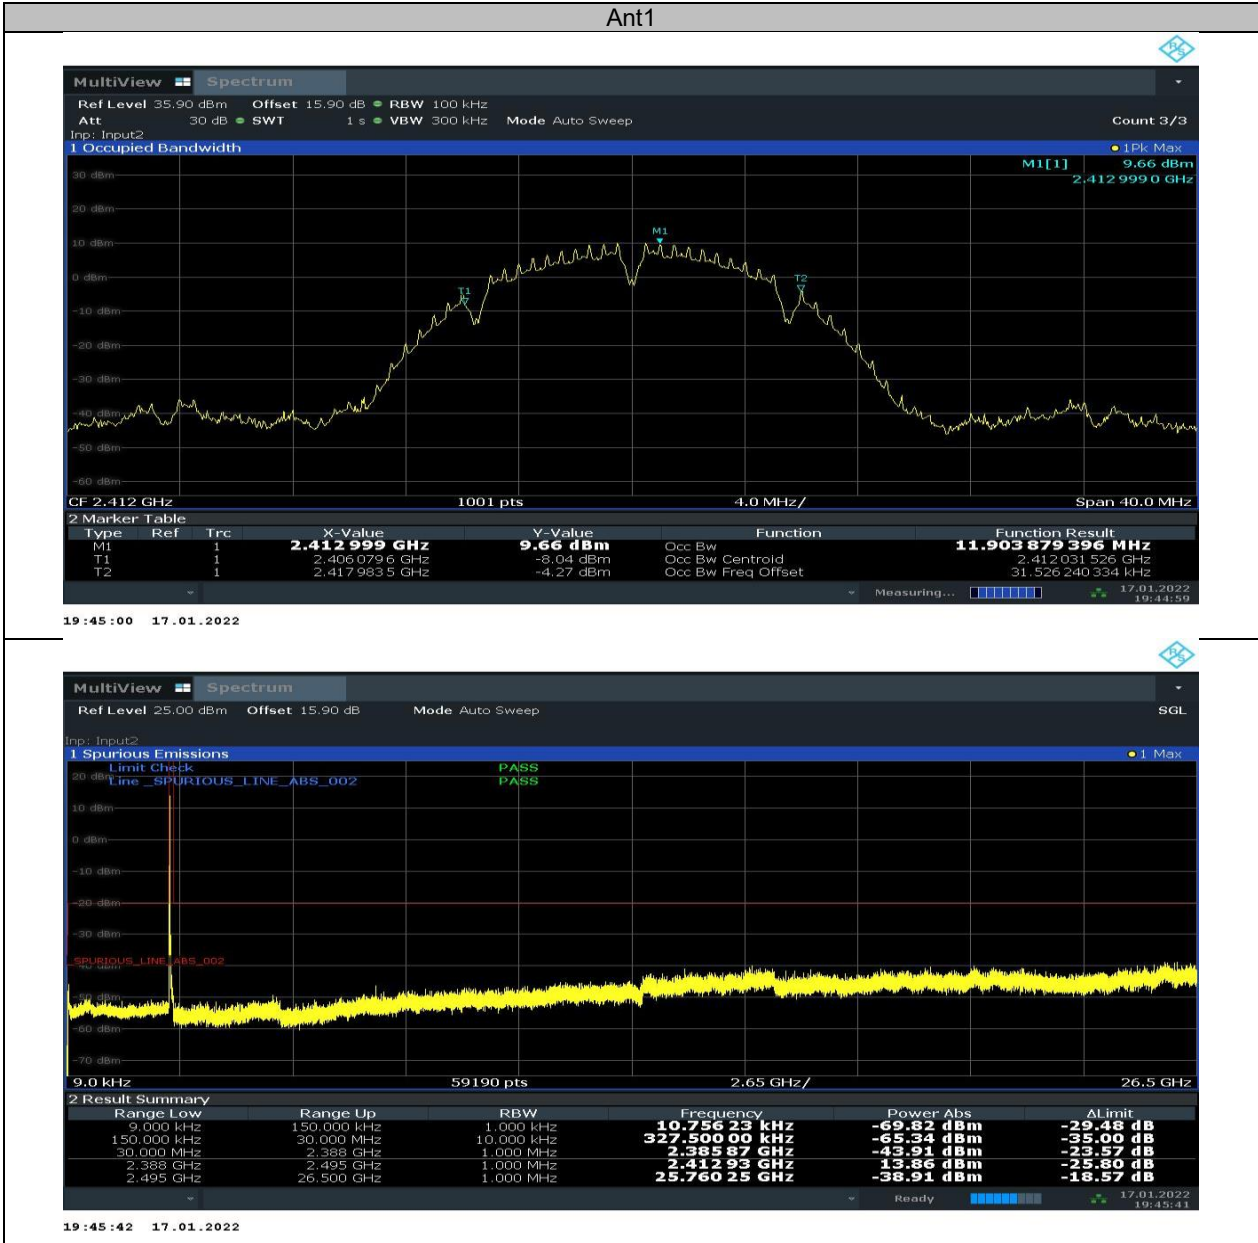 Ant1
R&S
MultiView Spectrum
Ref Level 35.90 dBm Offset 15.90 dB RBW 100 kHz
Att 30 dB SWT 1 s VBW 300 kHz Mode Auto Sweep Count 3/3
Inp: Input2
1 Occupied Bandwidth 1Pk Max
M1[1] 9.66 dBm
2.412 999 0 GHz
30 dBm
20 dBm
M1
10 dBm
0 dBm
T2
T1
-10 dBm
-20 dBm
-30 dBm
-40 dBm
-50 dBm
-60 dBm
CF 2.412 GHz 1001 pts 4.0 MHz/ Span 40.0 MHz
2 Marker Table
Type Ref Trc X-Value Y-Value Function Function Result
M1 1 2.412 999 GHz 9.66 dBm Occ Bw 11.903 879 396 MHz
T1 1 2.406 079 6 GHz -8.04 dBm Occ Bw Centroid 2.412 031 526 GHz
T2 1 2.417 983 5 GHz -4.27 dBm Occ Bw Freq Offset 31.526 240 334 kHz
Measuring... 17.01.2022
19:44:59
19:45:00 17.01.2022
R&S
MultiView Spectrum
Ref Level 25.00 dBm Offset 15.90 dB Mode Auto Sweep SGL
Inp: Input2
1 Spurious Emissions 1 Max
Limit Check PASS
20 dBm Line _SPURIOUS_LINE_ABS_002 PASS
10 dBm
0 dBm
-10 dBm
-20 dBm
-30 dBm
_SPURIOUS_LINE_ABS_002
-40 dBm
-50 dBm
-60 dBm
-70 dBm
9.0 kHz 59190 pts 2.65 GHz/ 26.5 GHz
2 Result Summary
Range Low Range Up RBW Frequency Power Abs ΔLimit
9.000 kHz 150.000 kHz 1.000 kHz 10.756 23 kHz -69.82 dBm -29.48 dB
150.000 kHz 30.000 MHz 10.000 kHz 327.500 00 kHz -65.34 dBm -35.00 dB
30.000 MHz 2.388 GHz 1.000 MHz 2.385 87 GHz -43.91 dBm -23.57 dB
2.388 GHz 2.495 GHz 1.000 MHz 2.412 93 GHz 13.86 dBm -25.80 dB
2.495 GHz 26.500 GHz 1.000 MHz 25.760 25 GHz -38.91 dBm -18.57 dB
Ready 17.01.2022
19:45:41
19:45:42 17.01.2022